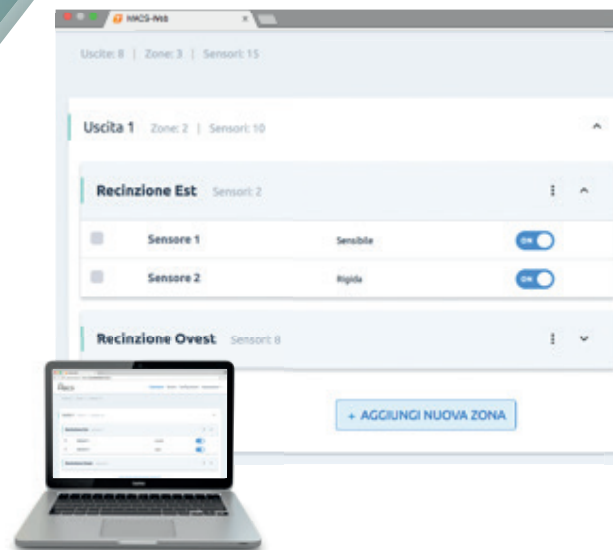 MACS-Web
Uscite: 8 | Zone: 3 | Sensori: 15
Uscita 1 Zone: 2 | Sensori: 10
Recinzione Est Sensori: 2
Sensore 1 Sensibile ON
Sensore 2 Rigida ON
Recinzione Ovest Sensori: 8
+ AGGIUNGI NUOVA ZONA